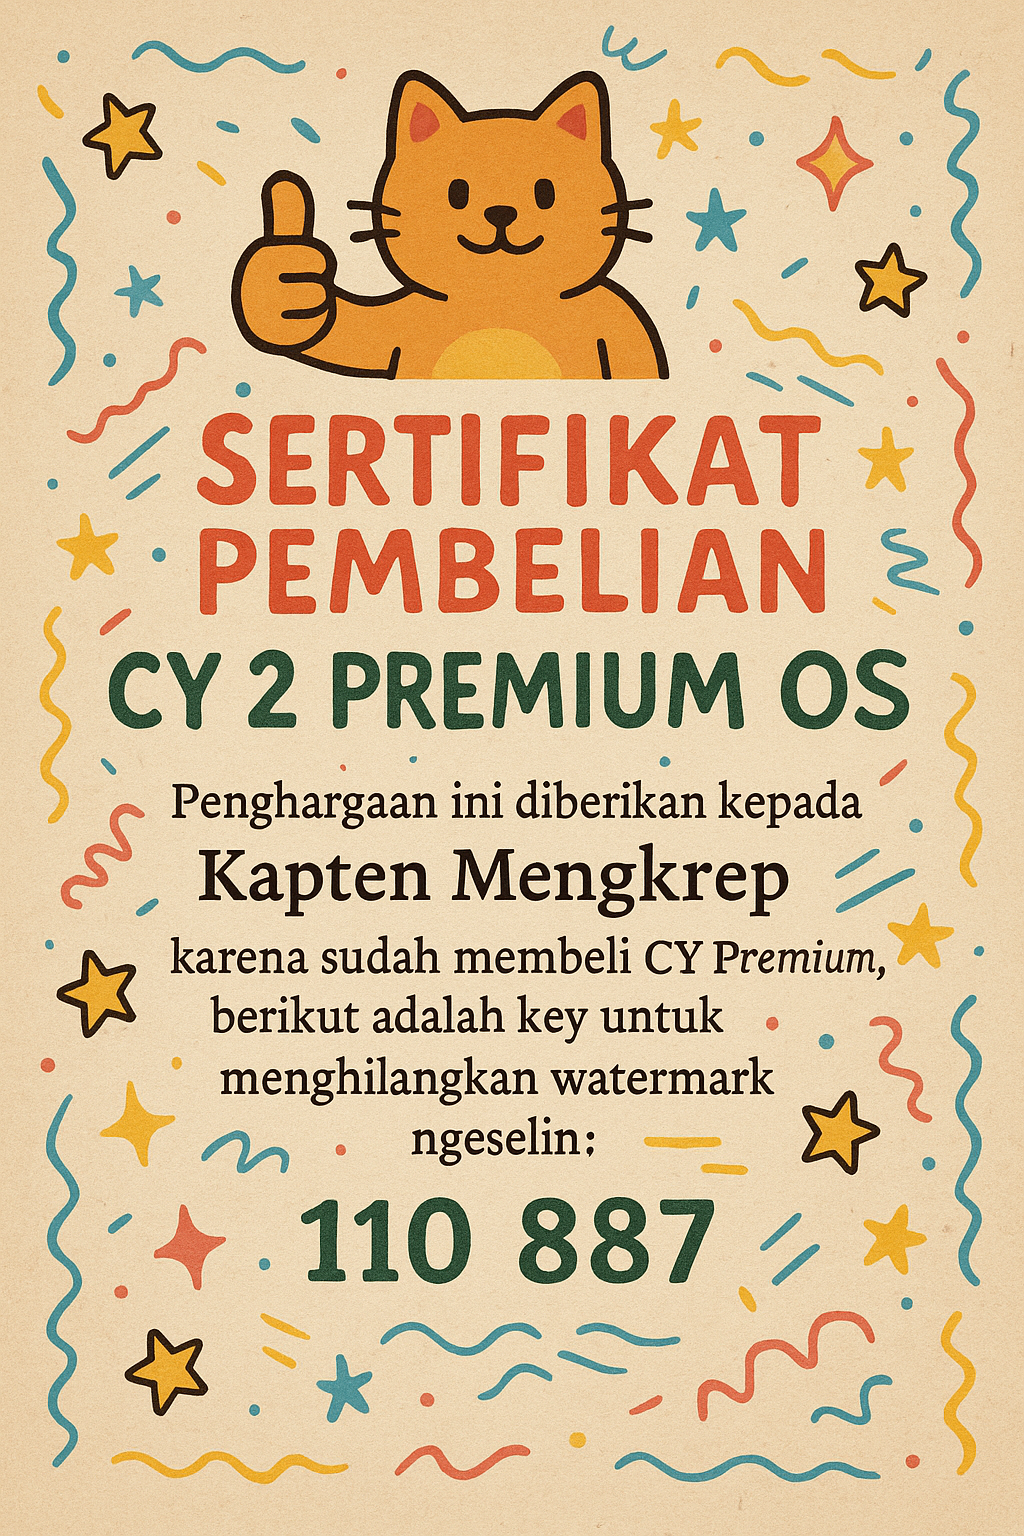 SERTIFIKAT
PEMBELIAN
CY 2 PREMIUM OS
Penghargaan ini diberikan kepada
Kapten Mengkrep
karena sudah membeli CY Premium,
berikut adalah key untuk
menghilangkan watermark
ngeselin:
110 887